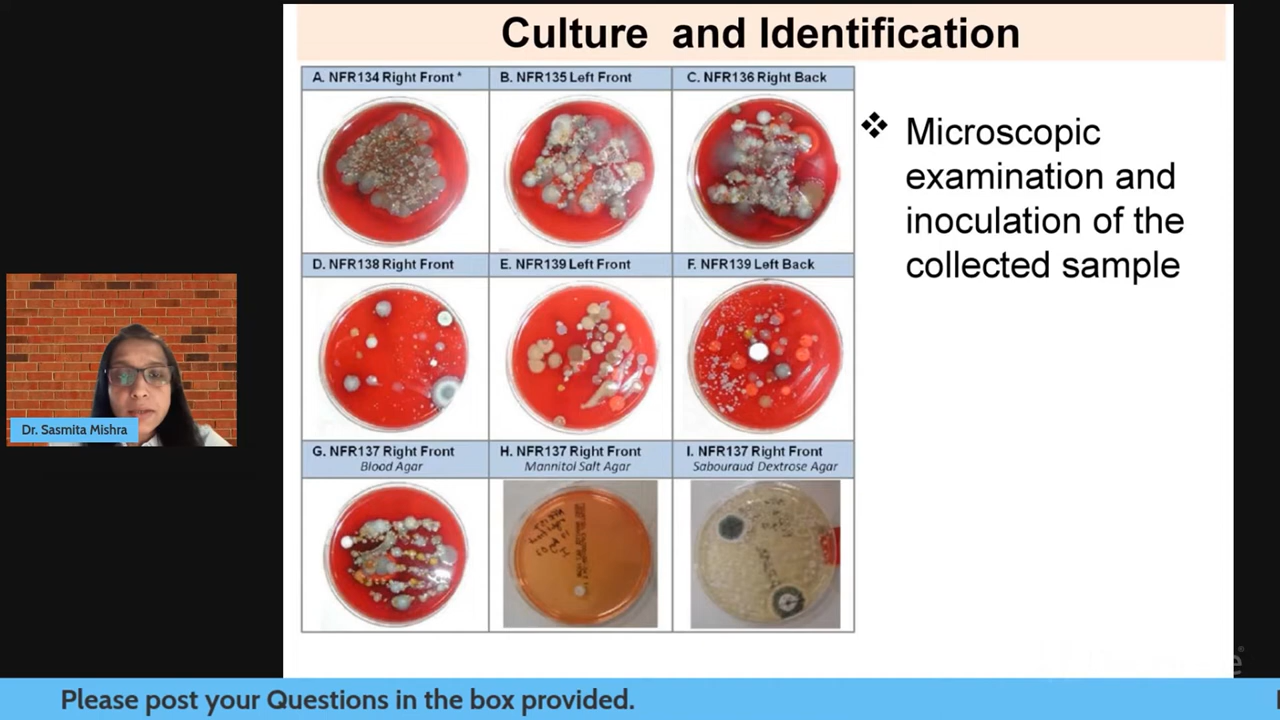 Culture and Identification
A. NFR134 Right Front *
B. NFR135 Left Front
C. NFR136 Right Back
D. NFR138 Right Front
E. NFR139 Left Front
F. NFR139 Left Back
G. NFR137 Right Front
Blood Agar
H. NFR137 Right Front
Mannitol Salt Agar
I. NFR137 Right Front
Sabouraud Dextrose Agar
❖ Microscopic
examination and
inoculation of the
collected sample
Dr. Sasmita Mishra
Please post your Questions in the box provided.